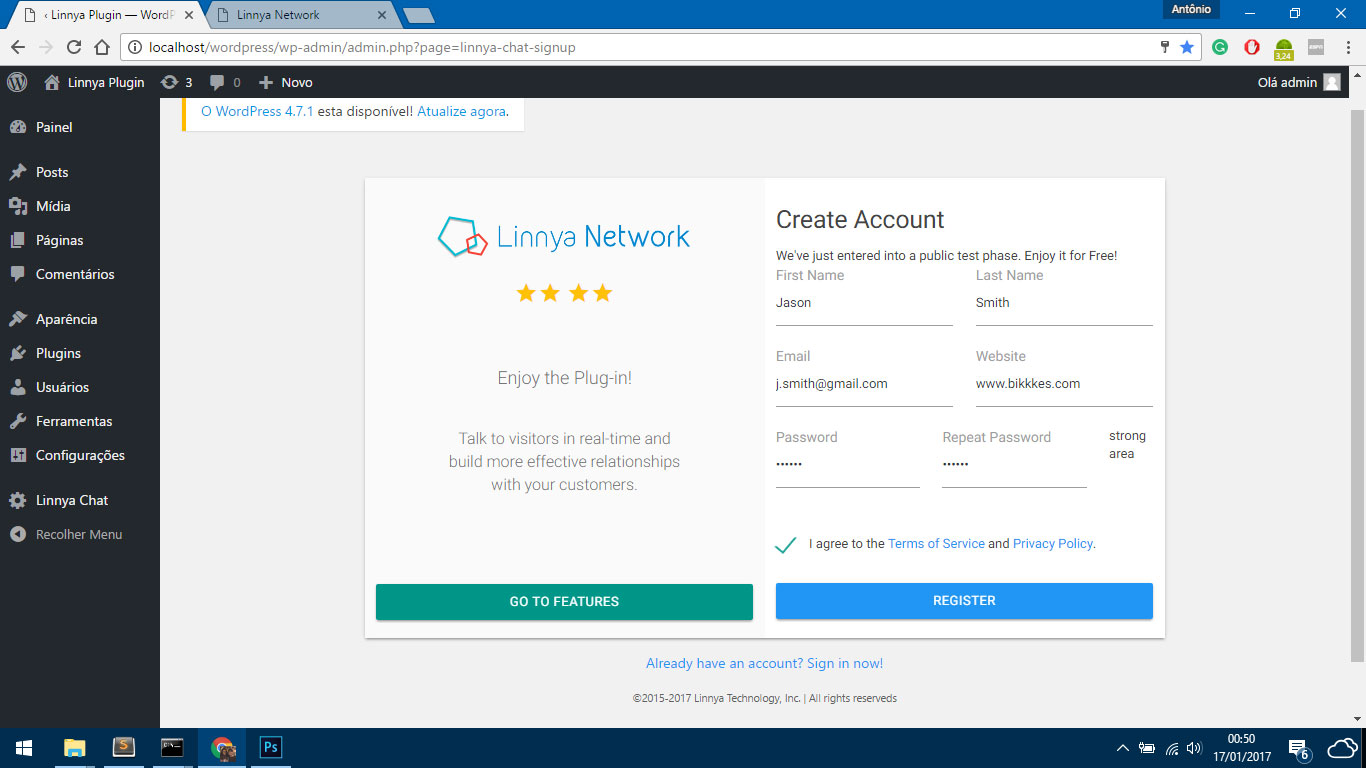 ‹ Linnya Plugin — WordP
Linnya Network
Antônio
localhost/wordpress/wp-admin/admin.php?page=linnya-chat-signup
3,24
Linnya Plugin
3
0
Novo
Olá admin
O WordPress 4.7.1 esta disponível! Atualize agora.
Painel
Posts
Mídia
Páginas
Comentários
Aparência
Plugins
Usuários
Ferramentas
Configurações
Linnya Chat
Recolher Menu
Linnya Network
Enjoy the Plug-in!
Talk to visitors in real-time and
build more effective relationships
with your customers.
GO TO FEATURES
Create Account
We've just entered into a public test phase. Enjoy it for Free!
First Name
Last Name
Jason
Smith
Email
Website
j.smith@gmail.com
www.bikkkes.com
Password
Repeat Password
strong
area
••••••
••••••
I agree to the Terms of Service and Privacy Policy.
REGISTER
Already have an account? Sign in now!
©2015-2017 Linnya Technology, Inc. | All rights reserveds
Ps
00:50
17/01/2017
6